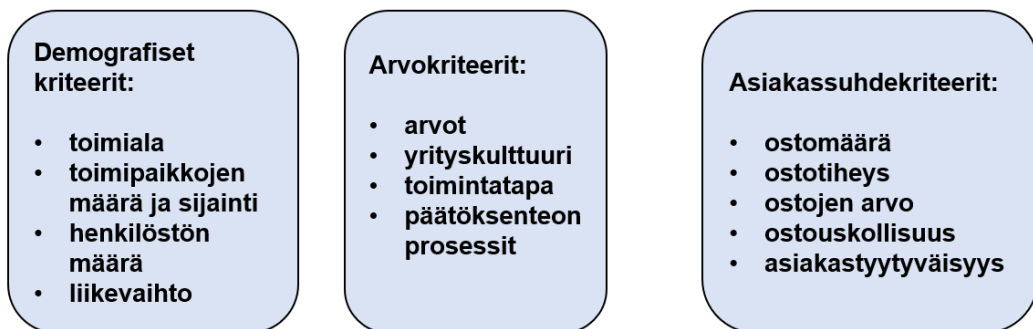 Demografiset
kriteerit:
• toimiala
• toimipaikkojen
määrä ja sijainti
• henkilöstön
määrä
• liikevaihto
Arvokriteerit:
• arvot
• yrityskulttuuri
• toimintatapa
• päätöksenteon
prosessit
Asiakassuhdekriteerit:
• ostomäärä
• ostotiheys
• ostojen arvo
• ostouskollisuus
• asiakastyytyväisyys